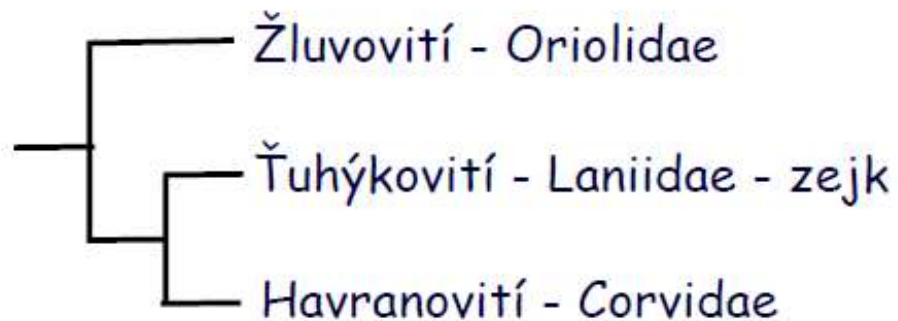 Žluvovití - Oriolidae
Ťuhýkovití - Laniidae - zejk
Havranovití - Corvidae